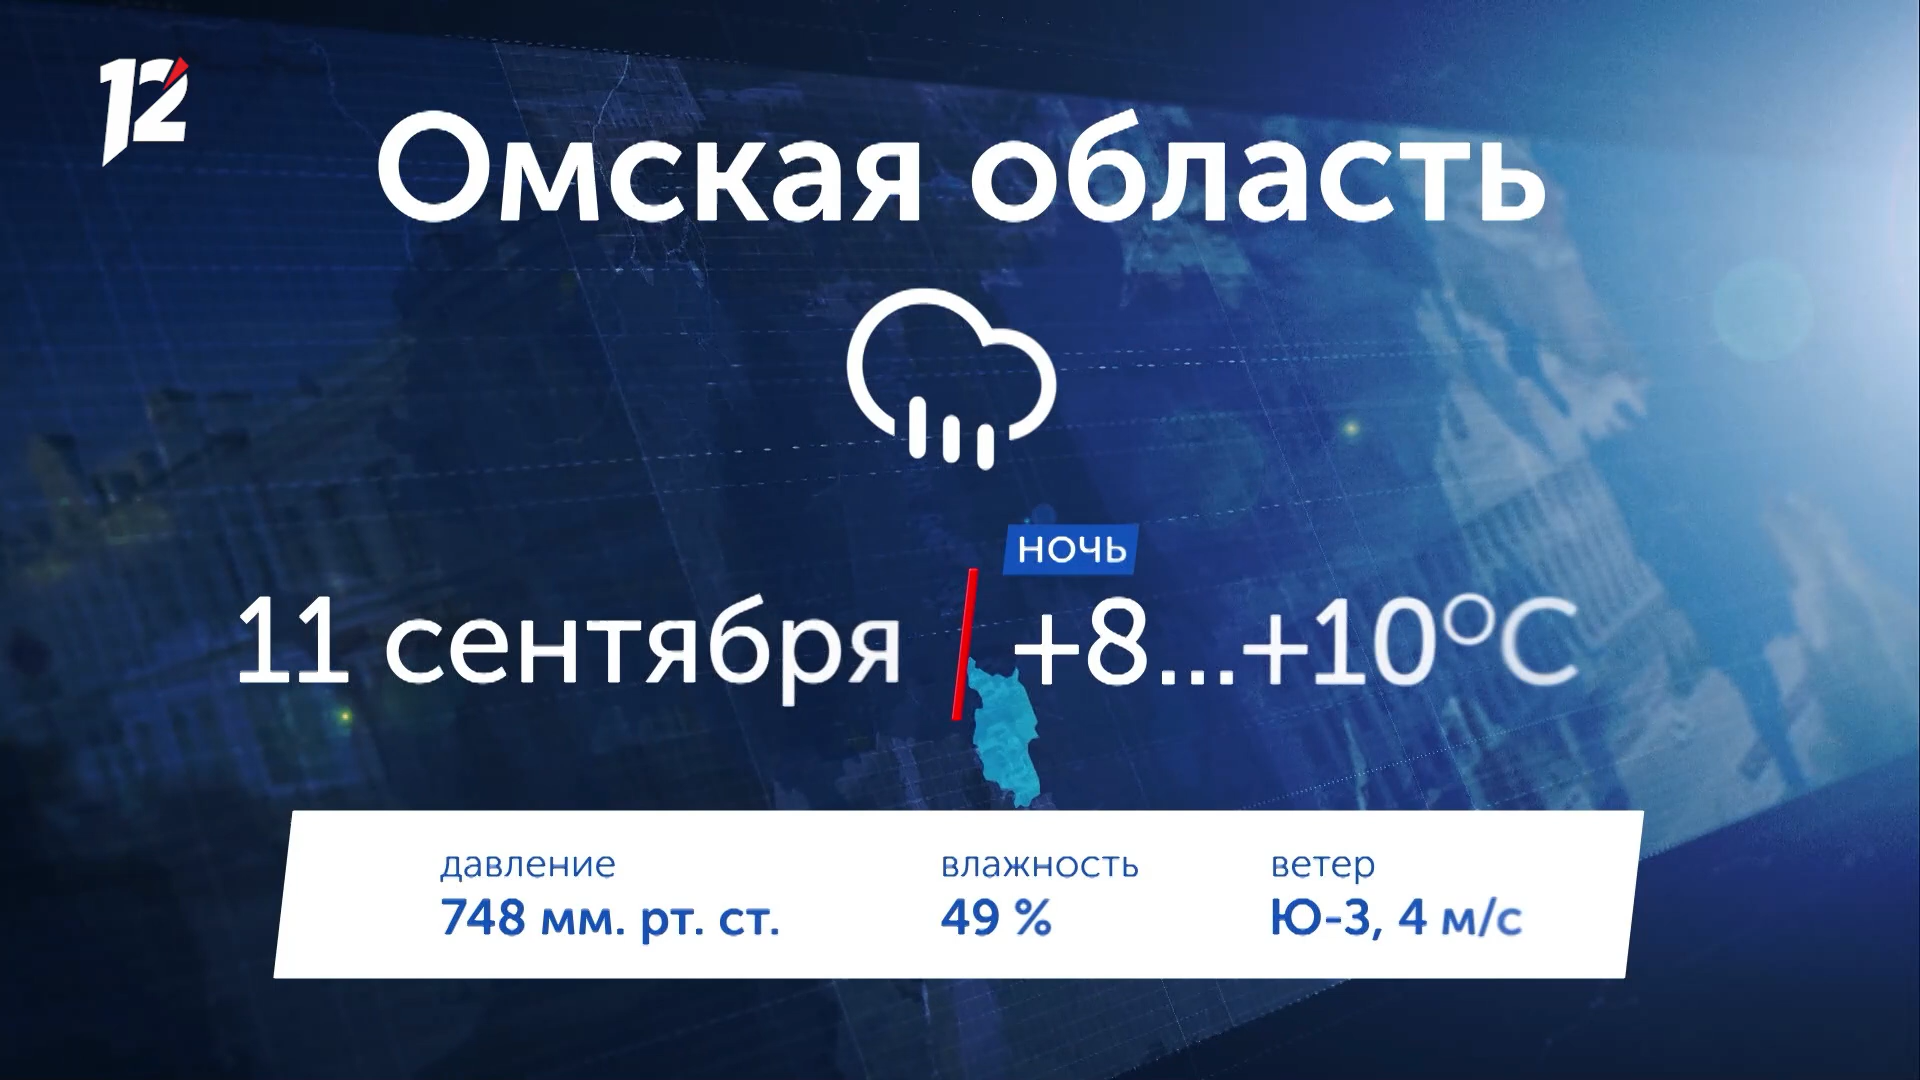 12
Омская область
ночь
11 сентября +8...+10°C
давление влажность ветер
748 мм. рт. ст. 49 % Ю-З, 4 м/с